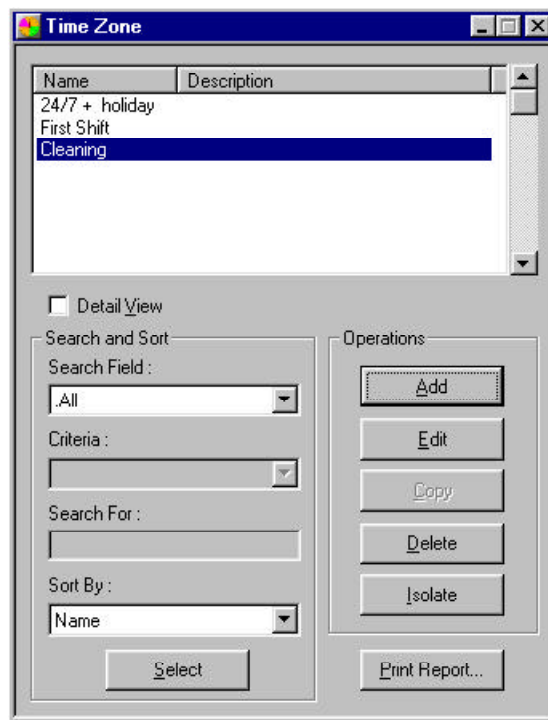 Time Zone
Name Description
24/7 + holiday
First Shift
Cleaning
Detail View
Search and Sort
Search Field :
.All
Criteria :
Search For :
Sort By :
Name
Select
Operations
Add
Edit
Copy
Delete
Isolate
Print Report...